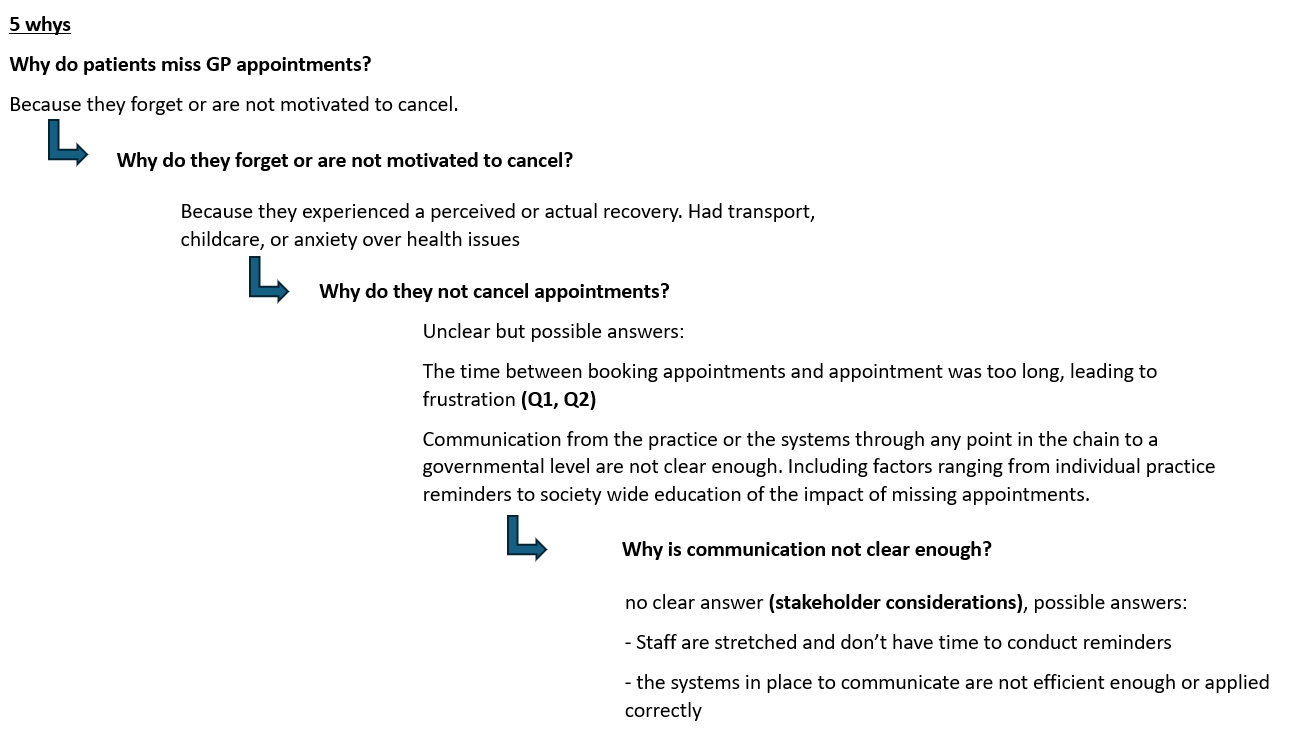 5 whys
Why do patients miss GP appointments?
Because they forget or are not motivated to cancel.
Why do they forget or are not motivated to cancel?
Because they experienced a perceived or actual recovery. Had transport,
childcare, or anxiety over health issues
Why do they not cancel appointments?
Unclear but possible answers:
The time between booking appointments and appointment was too long, leading to
frustration (Q1, Q2)
Communication from the practice or the systems through any point in the chain to a
governmental level are not clear enough. Including factors ranging from individual practice
reminders to society wide education of the impact of missing appointments.
Why is communication not clear enough?
no clear answer (stakeholder considerations), possible answers:
- Staff are stretched and don’t have time to conduct reminders
- the systems in place to communicate are not efficient enough or applied
correctly